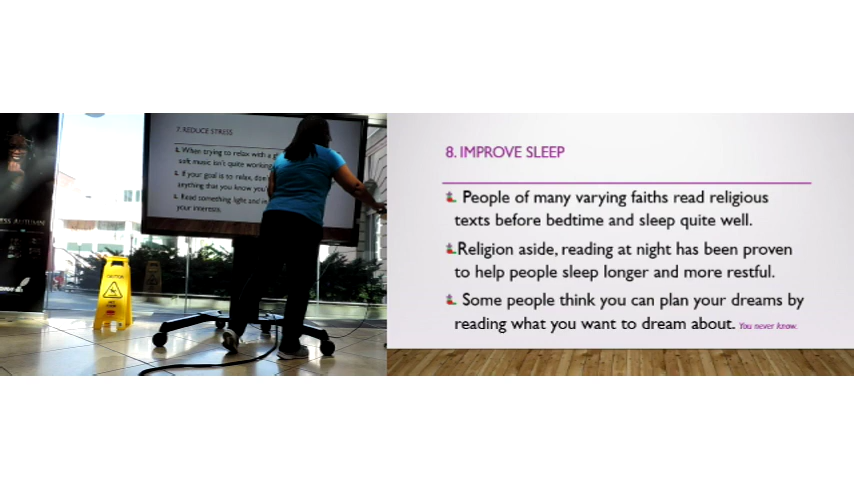 7. REDUCE STRESS
1. When trying to relax with a
soft music isn't quite working
2. If your goal is to relax, don't
anything that you know you
3. Read something light and in
your interests.
CAUTION
8. IMPROVE SLEEP
People of many varying faiths read religious
texts before bedtime and sleep quite well.
Religion aside, reading at night has been proven
to help people sleep longer and more restful.
Some people think you can plan your dreams by
reading what you want to dream about. You never know.